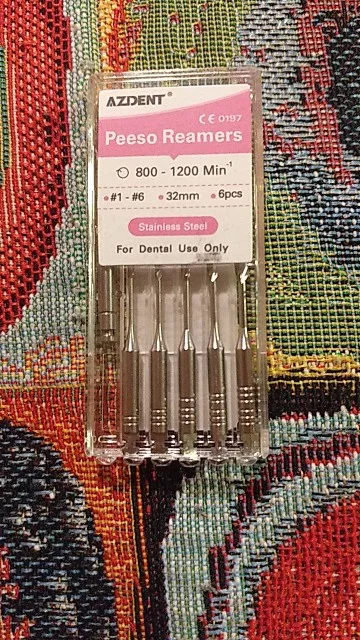 AZDENT®
CE 0197
Peeso Reamers
800 - 1200 Min⁻¹
#1 - #6 • 32mm • 6pcs
Stainless Steel
For Dental Use Only